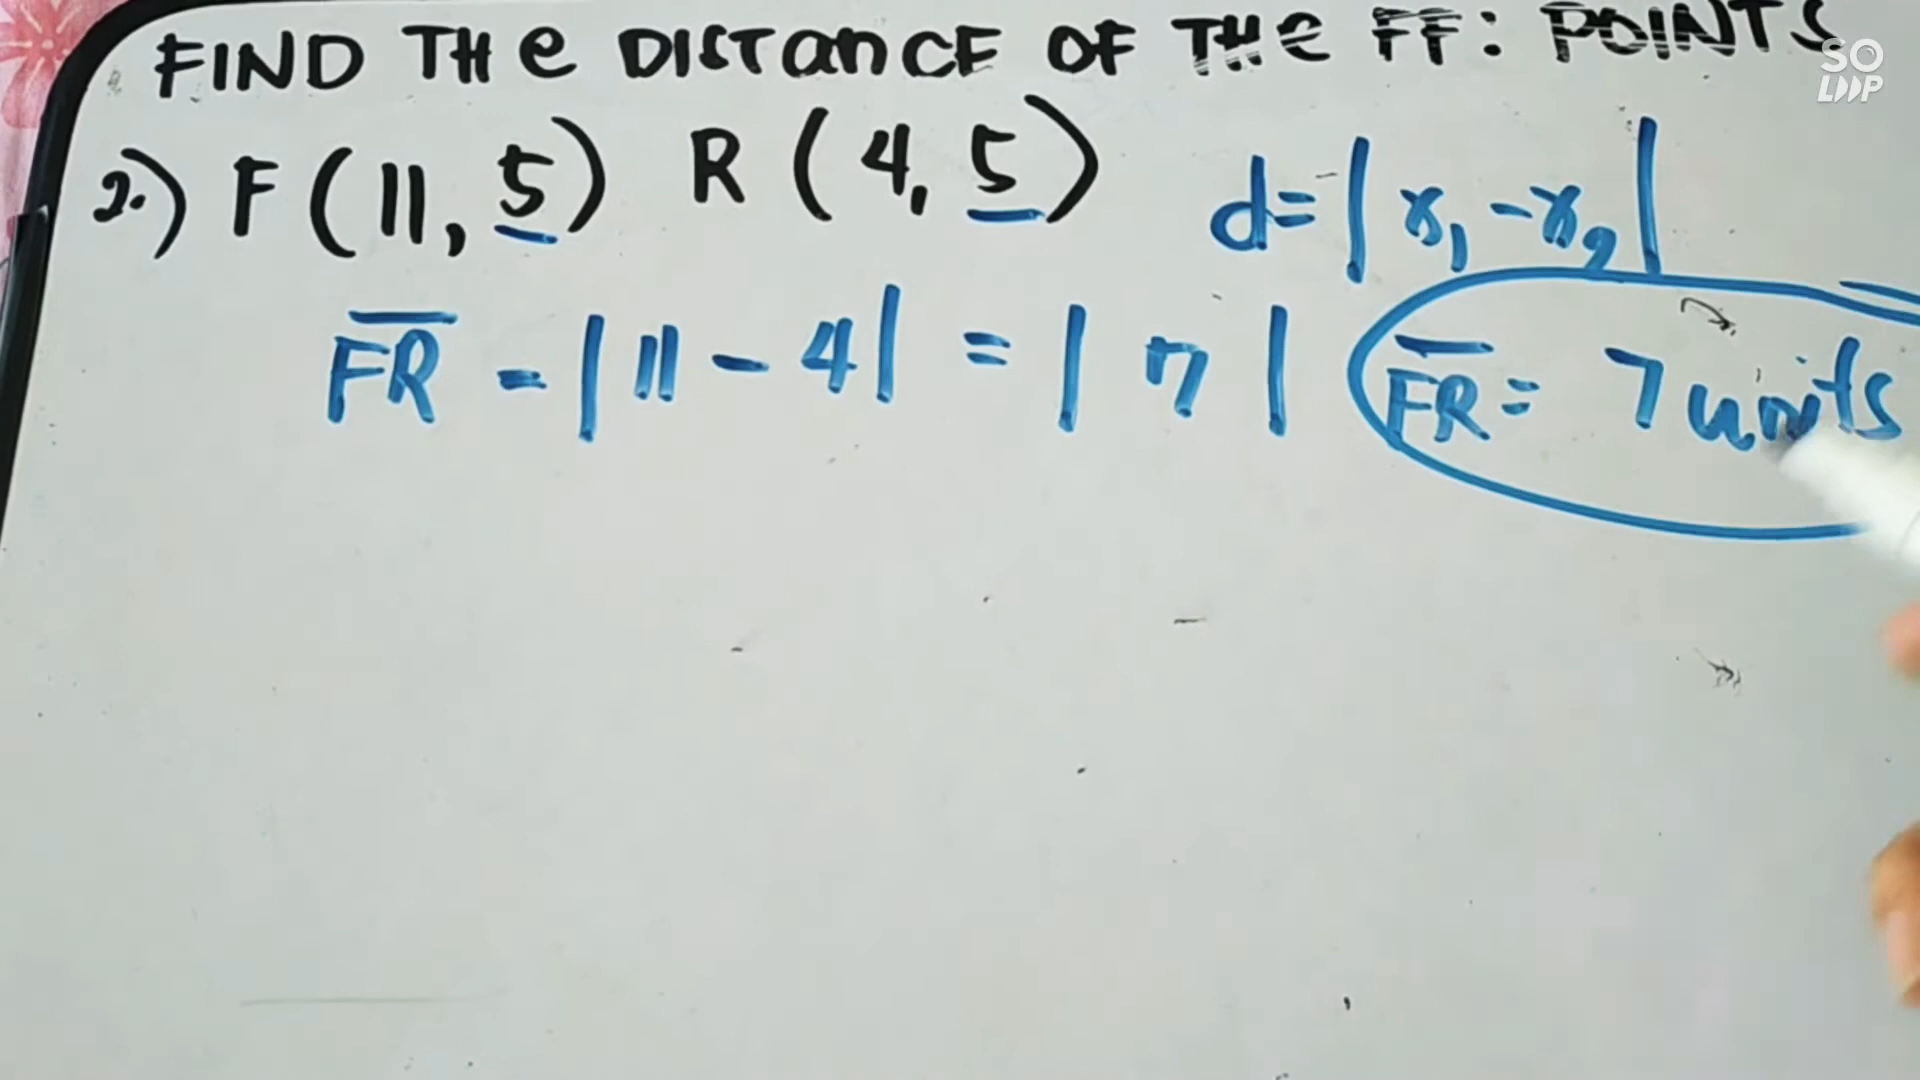 FIND THE DISTANCE OF THE FF: POINTS
SO
LOOP
2.) F(11, 5) R(4, 5) d=|x₁-x₂|
FR = |11-4| = |7| FR = 7 units